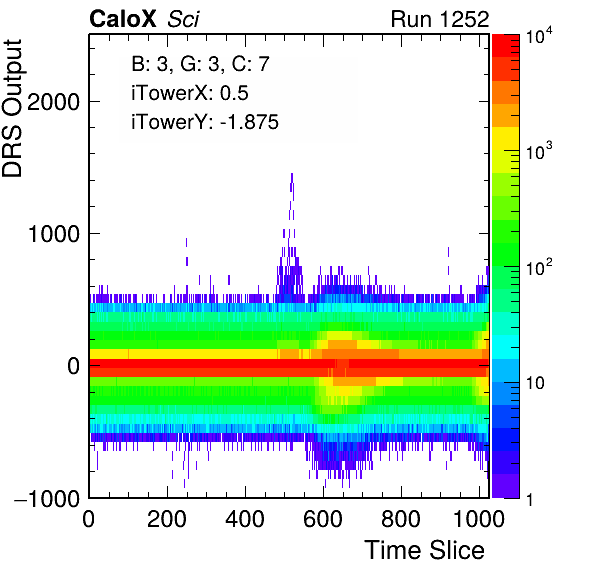 CaloX Sci Run 1252
B: 3, G: 3, C: 7
iTowerX: 0.5
iTowerY: -1.875
DRS Output
2000
1000
0
−1000
0 200 400 600 800 1000
Time Slice
10^4
10^3
10^2
10
1